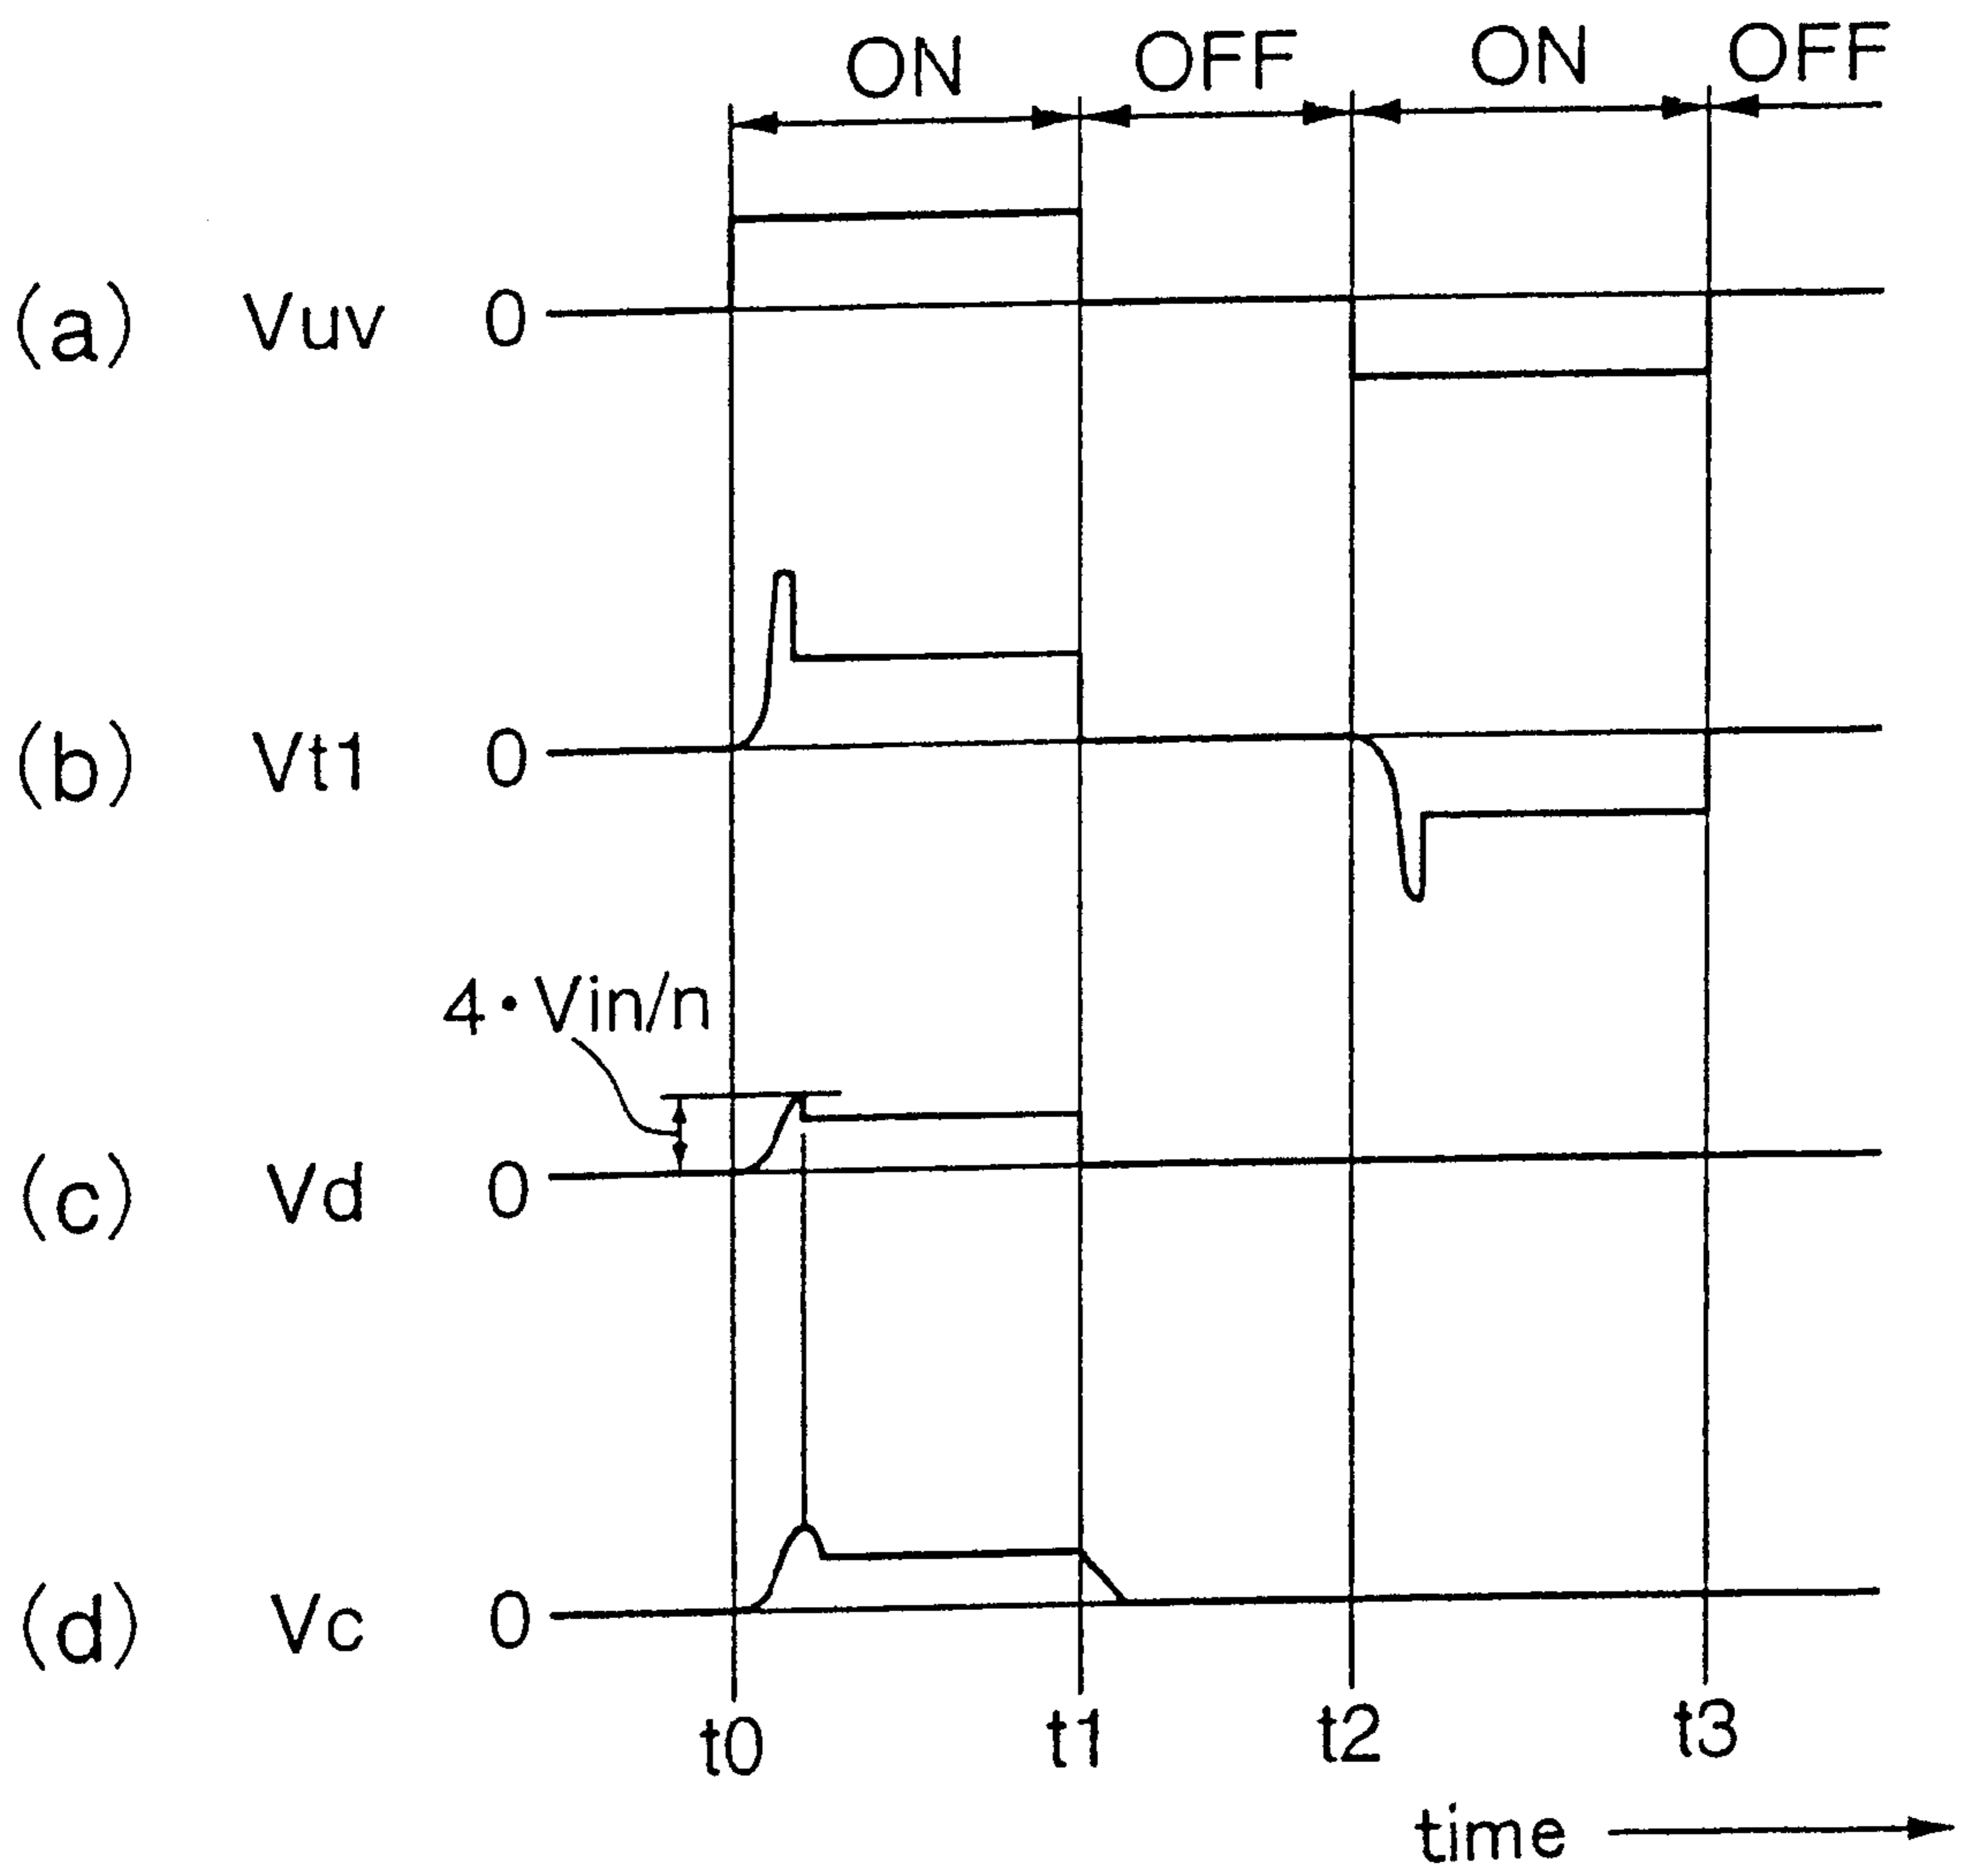 ON OFF ON OFF
(a) Vuv 0
(b) Vt1 0
4·Vin/n
(c) Vd 0
(d) Vc 0
t0 t1 t2 t3
time